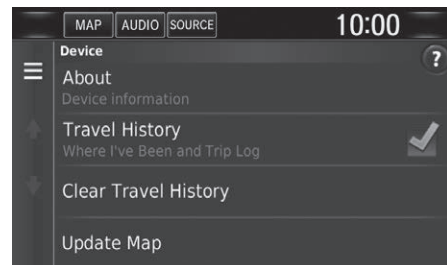 MAP AUDIO SOURCE 10:00
Device
?
About
Device information
Travel History
Where I've Been and Trip Log
Clear Travel History
Update Map